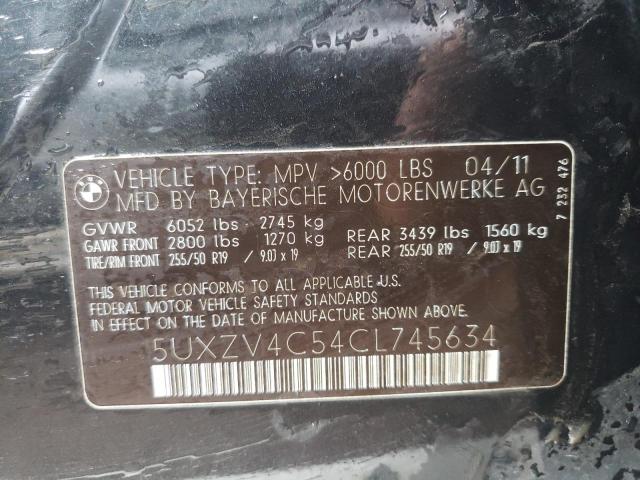 BMW
VEHICLE TYPE: MPV >6000 LBS 04/11
MFD BY BAYERISCHE MOTORENWERKE AG
GVWR 6052 lbs - 2745 kg
GAWR FRONT 2800 lbs 1270 kg REAR 3439 lbs 1560 kg
TIRE/RIM FRONT 255/50 R19 / 9.0J x 19 REAR 255/50 R19 / 9.0J x 19
THIS VEHICLE CONFORMS TO ALL APPLICABLE U.S.
FEDERAL MOTOR VEHICLE SAFETY STANDARDS
IN EFFECT ON THE DATE OF MANUFACTURE SHOWN ABOVE.
5UXZV4C54CL745634
7 232 476